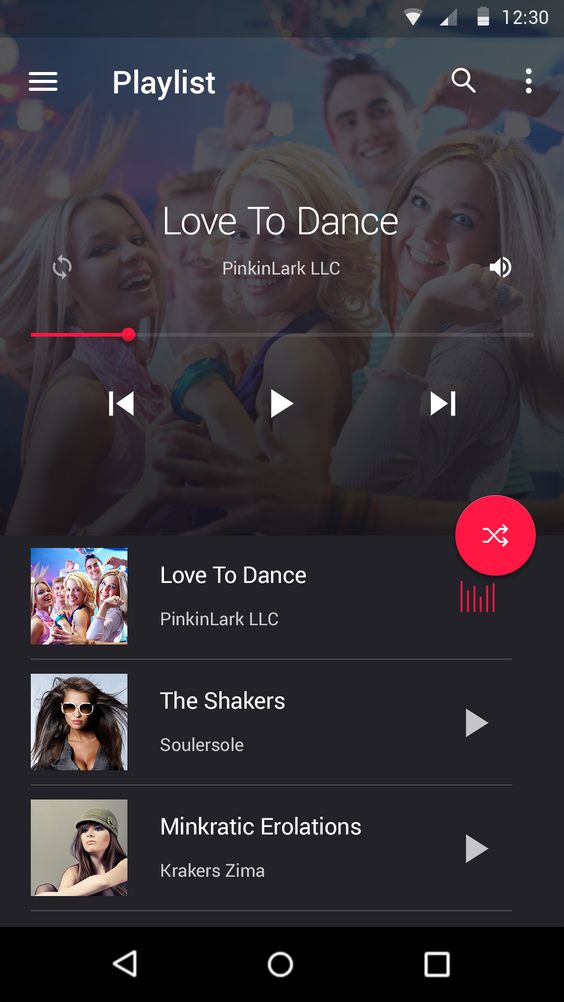 12:30
Playlist
Love To Dance
PinkinLark LLC
Love To Dance
PinkinLark LLC
The Shakers
Soulersole
Minkratic Erolations
Krakers Zima